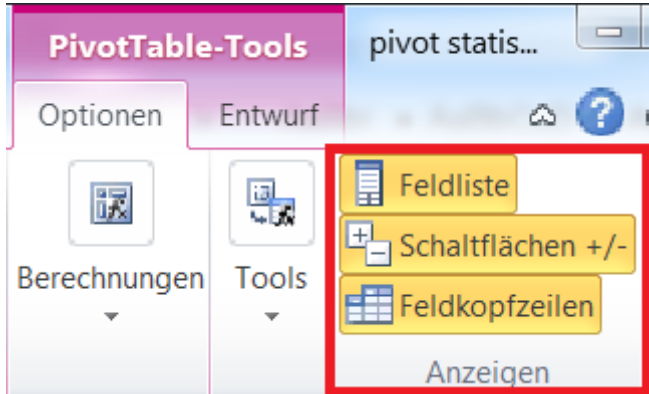 PivotTable-Tools
pivot statis...
Optionen
Entwurf
Feldliste
Schaltflächen +/-
Feldkopfzeilen
Berechnungen
Tools
Anzeigen